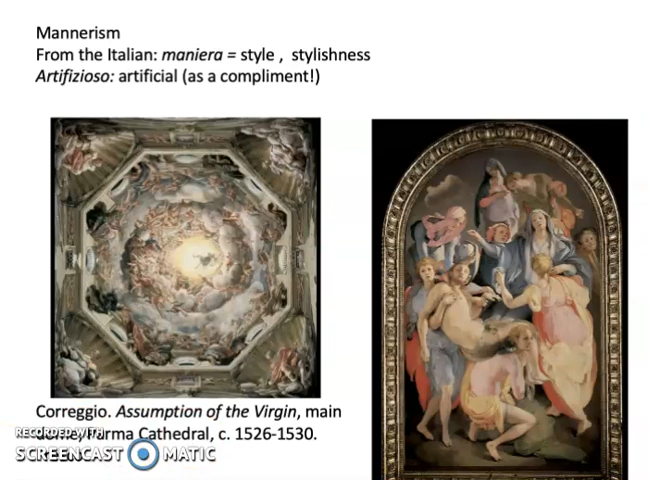 Mannerism
From the Italian: maniera = style , stylishness
Artifizioso: artificial (as a compliment!)
Correggio. Assumption of the Virgin, main
dome, Parma Cathedral, c. 1526-1530.
RECORDED WITH
SCREENCAST MATIC